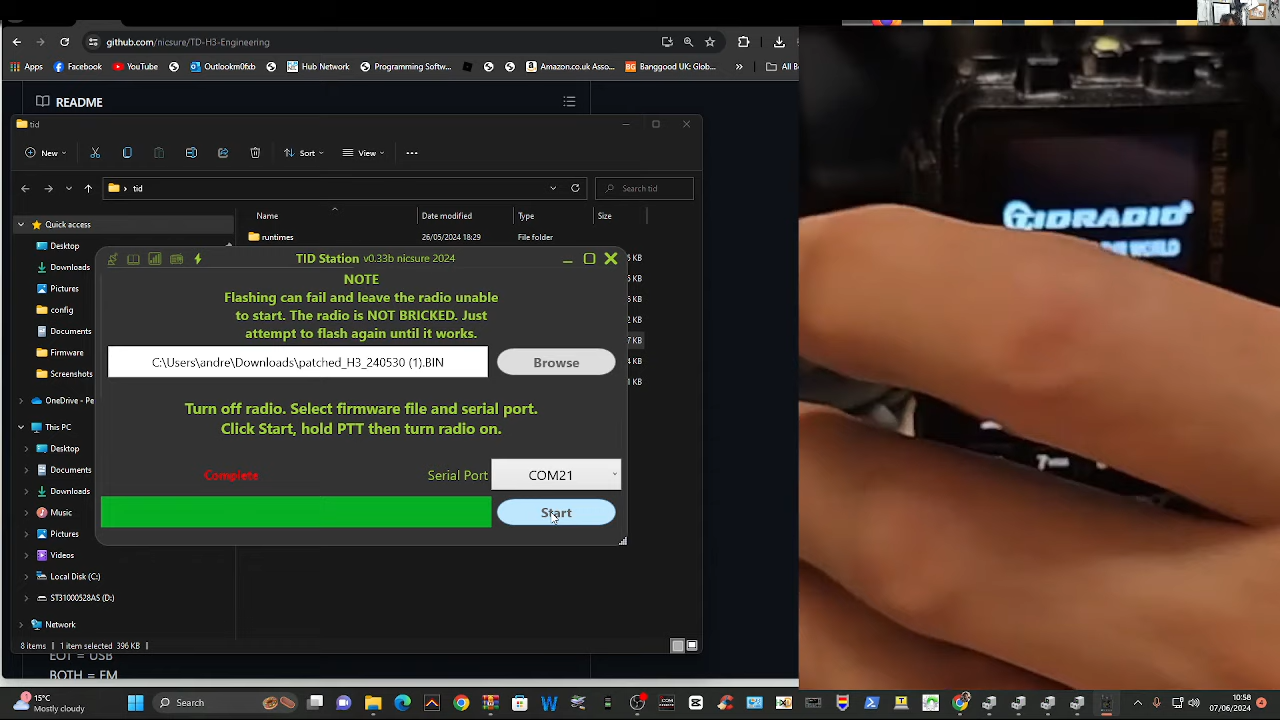 github.com/nicsure/TD-H3-Engineering
Apps
Facebook
YouTube
Outlookm0fxb
Hub Network
Programming Softw...
Amazon.co.uk Asso...
BG Banggood UK Glo...
»
All B
README
tid
New
Sort
View
...
tid
Search tid
Quick access
Name
Date modified
Type
Size
Desktop
runtimes
26/05/2024 18:29
File folder
Downloads
Pictures
config
Documents
Firmware
Screenshots
OneDrive - Pe
This PC
Desktop
Documents
Downloads
Music
Pictures
Videos
Local Disk (C:)
ST31000528AS (D:)
Network
TID Station v0.33b nicsure 2024
NOTE
Flashing can fail and leave the radio unable
to start. The radio is NOT BRICKED. Just
attempt to flash again until it works.
C:\Users\andre\Downloads\patched_H3_240530 (1).BIN
Browse
Turn off radio. Select firmware file and serial port.
Click Start, hold PTT then turn radio on.
Complete
Serial Port
COM21
Start
8 items
1 item selected 396 KB
EOT = USB
BOTH = FM
TIDRADIO
WORLD
MULTI BAND
15°C
Mostly cloudy
Search
10:58
07/06/2024